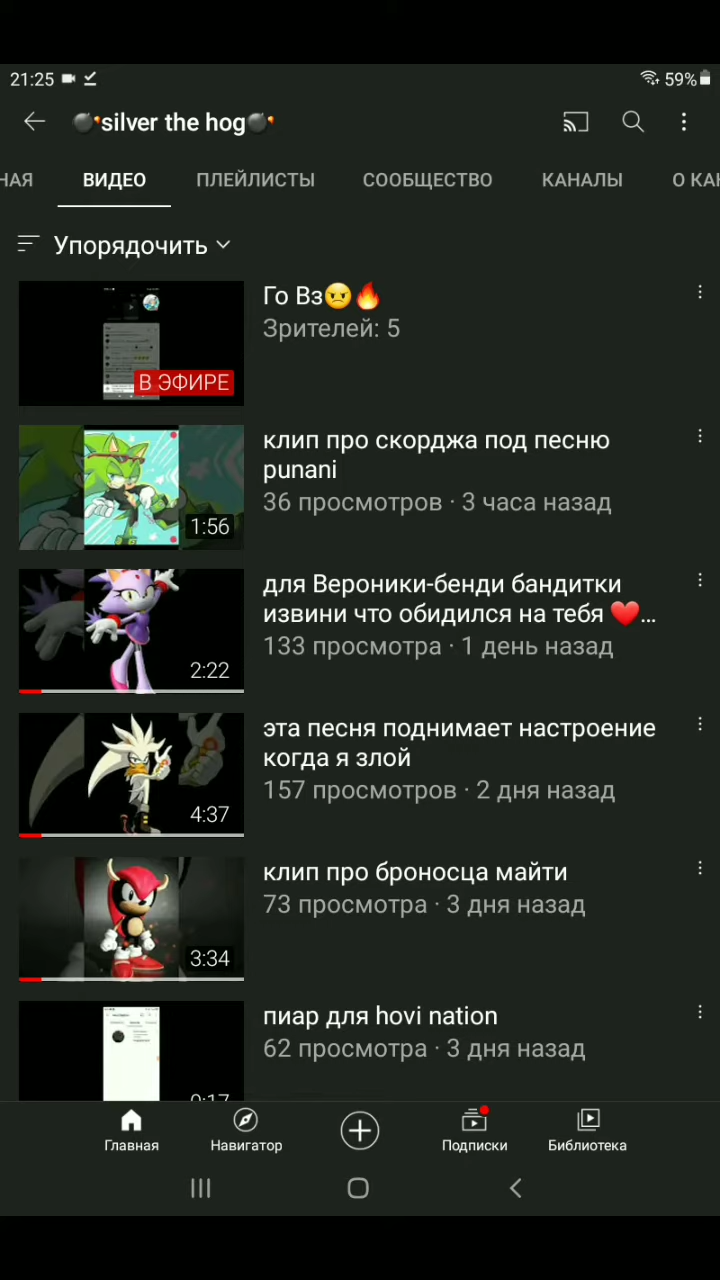 21:25
59%
💣silver the hog💣
НАЯ
ВИДЕО
ПЛЕЙЛИСТЫ
СООБЩЕСТВО
КАНАЛЫ
О КАН
Упорядочить
Го Вз😠🔥
Зрителей: 5
В ЭФИРЕ
клип про скорджа под песню
punani
36 просмотров · 3 часа назад
1:56
для Вероники-бенди бандитки
извини что обидился на тебя ❤️...
133 просмотра · 1 день назад
2:22
эта песня поднимает настроение
когда я злой
157 просмотров · 2 дня назад
4:37
клип про броносца майти
73 просмотра · 3 дня назад
3:34
пиар для hovi nation
62 просмотра · 3 дня назад
0:17
Главная
Навигатор
Подписки
Библиотека